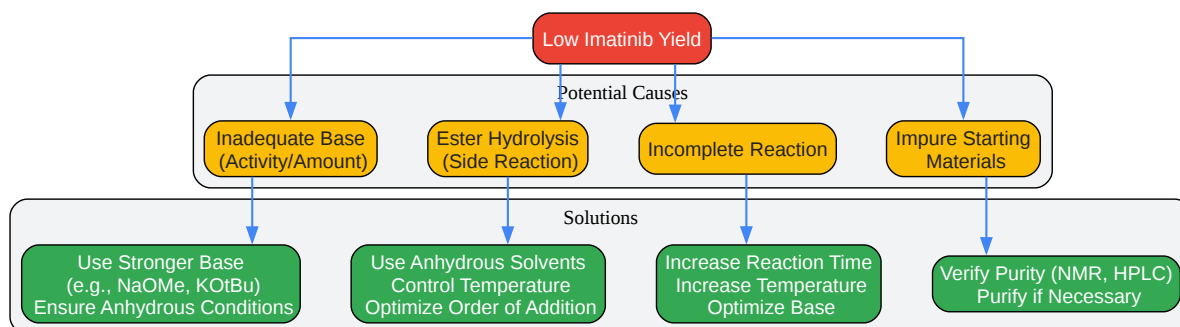 Low Imatinib Yield
Potential Causes
Inadequate Base
(Activity/Amount)
Ester Hydrolysis
(Side Reaction)
Incomplete Reaction
Impure Starting
Materials
Solutions
Use Stronger Base
(e.g., NaOMe, KOtBu)
Ensure Anhydrous Conditions
Use Anhydrous Solvents
Control Temperature
Optimize Order of Addition
Increase Reaction Time
Increase Temperature
Optimize Base
Verify Purity (NMR, HPLC)
Purify if Necessary